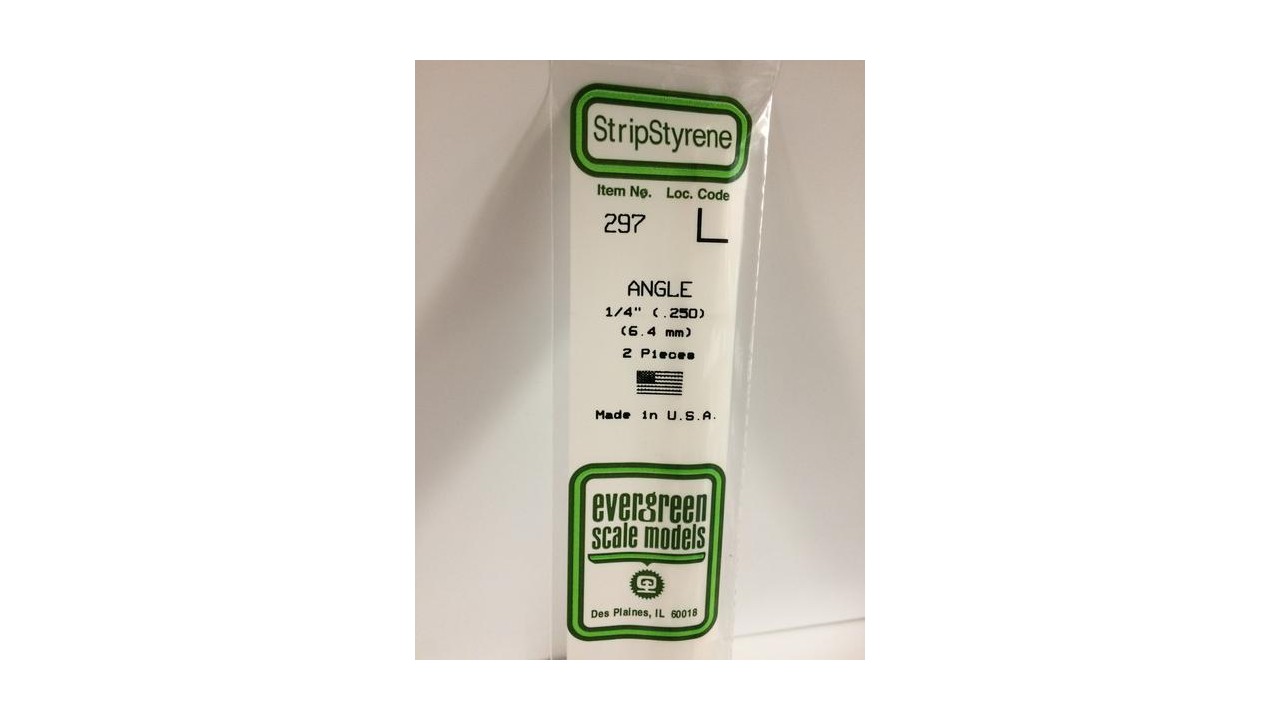 StripStyrene
Item No. Loc. Code
297 L
ANGLE
1/4" (.250)
(6.4 mm)
2 Pieces
Made in U.S.A.
evergreen
scale models
Des Plaines, IL 60018